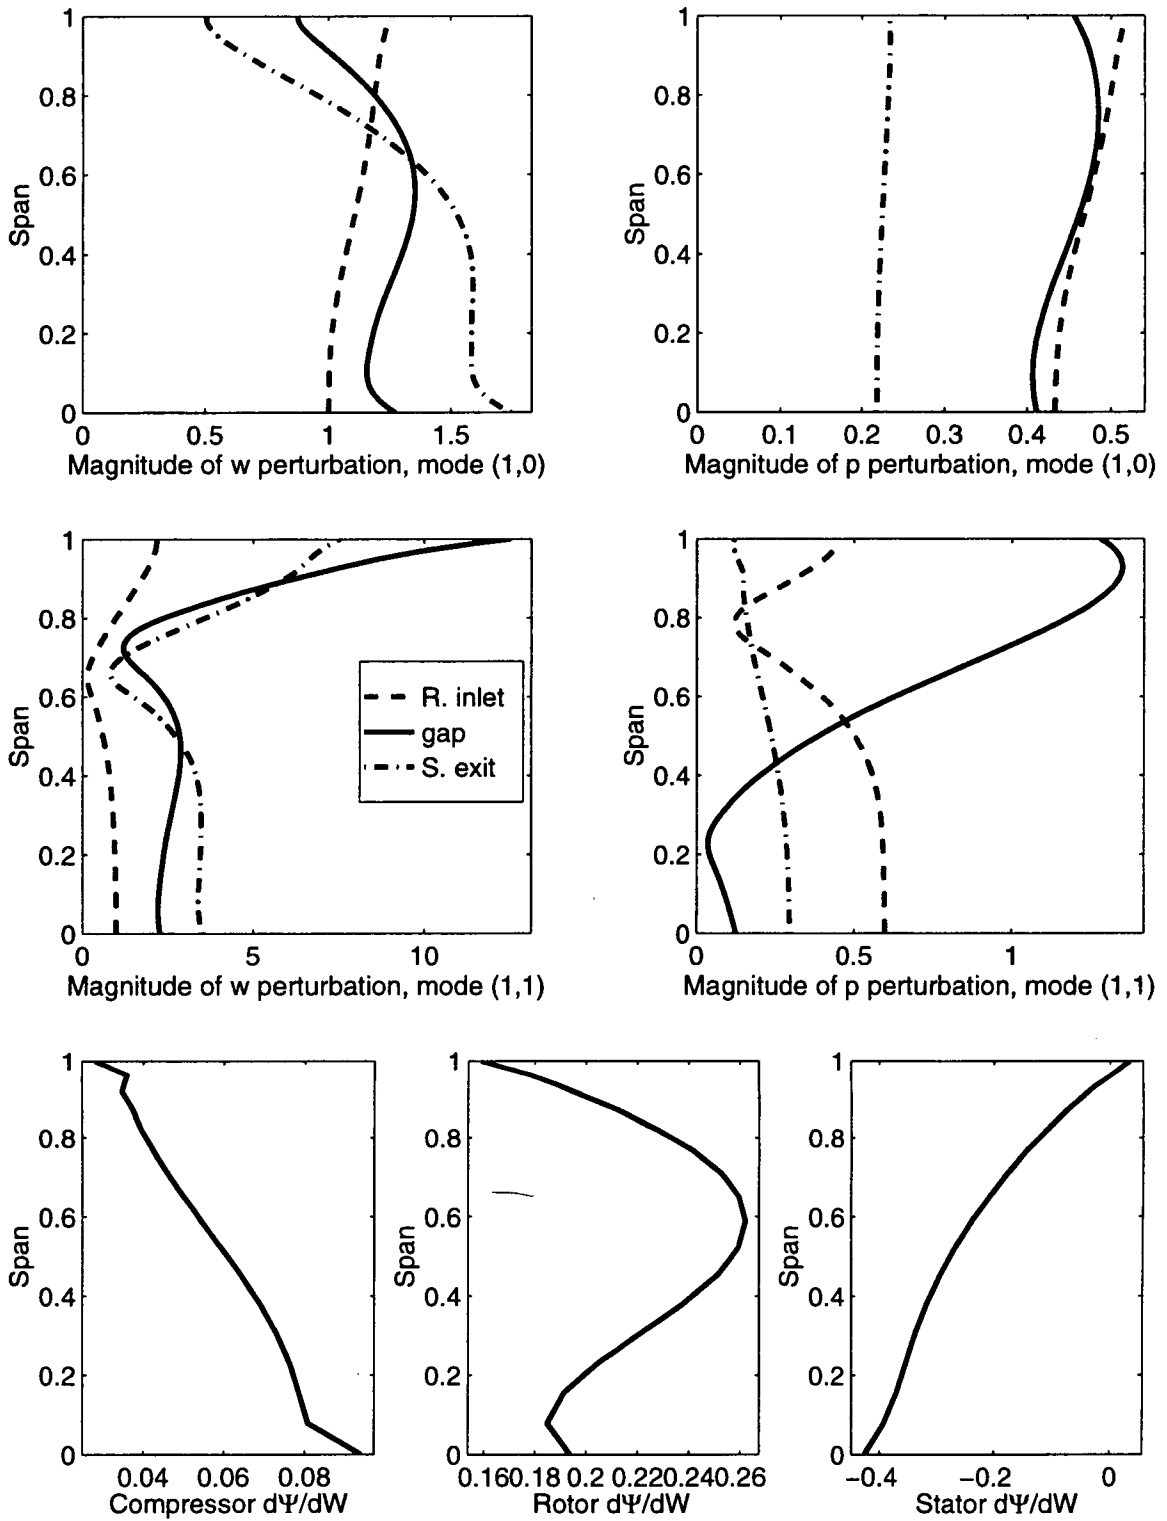 1
0.8
0.6
0.4
0.2
0
Span
0 0.5 1 1.5
Magnitude of w perturbation, mode (1,0)
1
0.8
0.6
0.4
0.2
0
Span
0 0.1 0.2 0.3 0.4 0.5
Magnitude of p perturbation, mode (1,0)
1
0.8
0.6
0.4
0.2
0
Span
R. inlet
gap
S. exit
0 5 10
Magnitude of w perturbation, mode (1,1)
1
0.8
0.6
0.4
0.2
0
Span
0 0.5 1
Magnitude of p perturbation, mode (1,1)
1
0.8
0.6
0.4
0.2
0
Span
0.04 0.06 0.08
Compressor dΨ/dW
1
0.8
0.6
0.4
0.2
0
Span
0.16 0.18 0.2 0.22 0.24 0.26
Rotor dΨ/dW
1
0.8
0.6
0.4
0.2
0
Span
−0.4 −0.2 0
Stator dΨ/dW